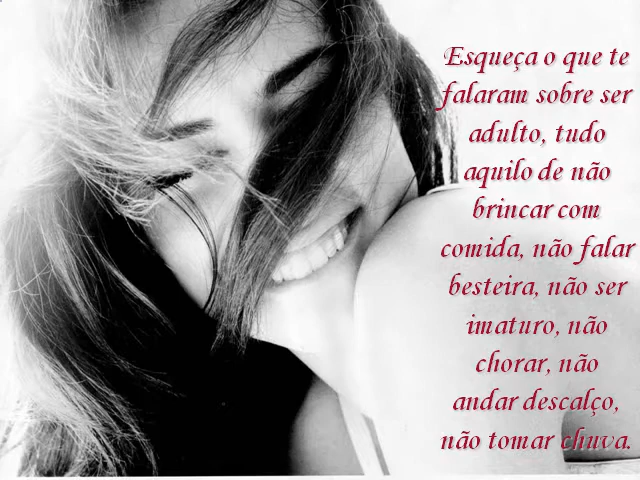 Esqueça o que te
falaram sobre ser
adulto, tudo
aquilo de não
brincar com
comida, não falar
besteira, não ser
imaturo, não
chorar, não
andar descalço,
não tomar chuva.